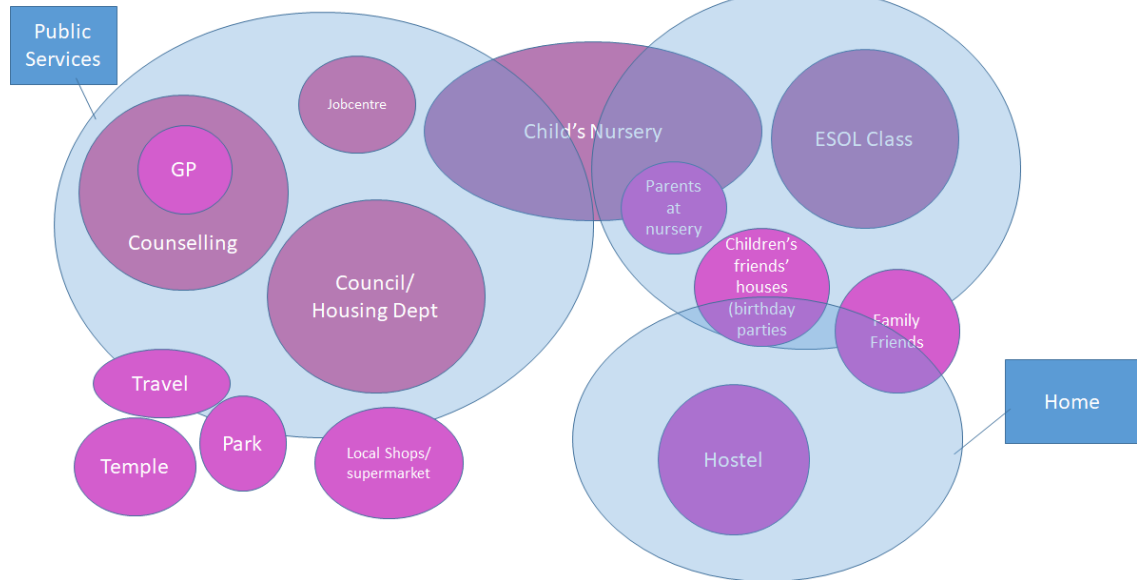 Public
Services
Jobcentre
Child's Nursery
ESOL Class
GP
Counselling
Parents
at
nursery
Council/
Housing Dept
Children's
friends'
houses
(birthday
parties
Family
Friends
Travel
Park
Temple
Local Shops/
supermarket
Hostel
Home